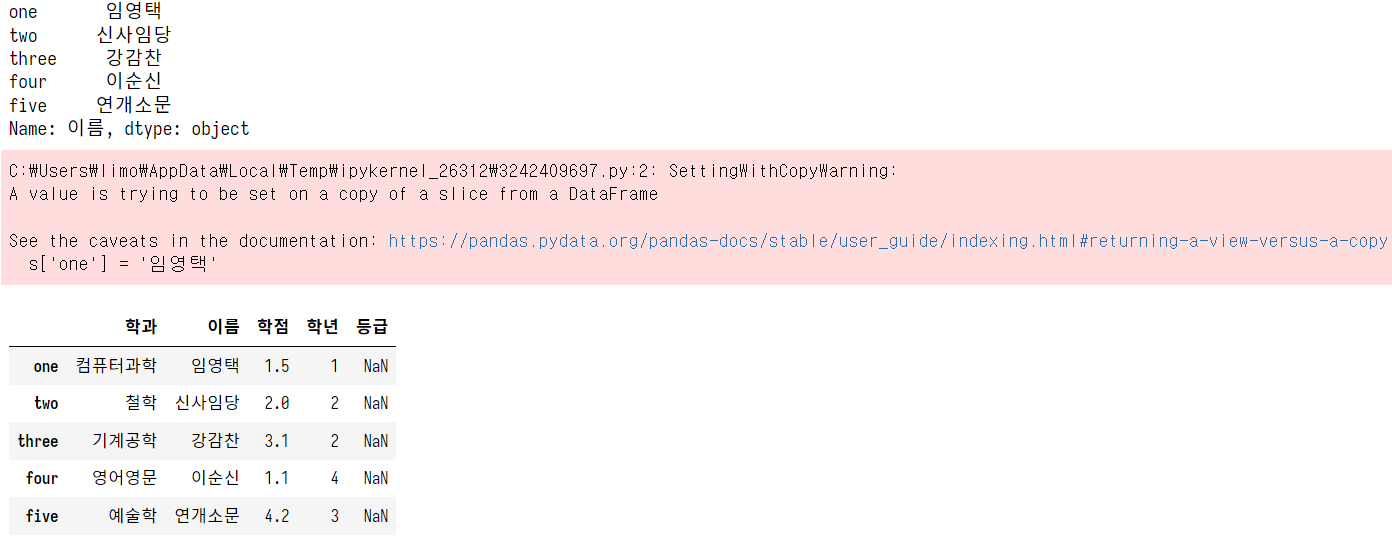 one 임영택
two 신사임당
three 강감찬
four 이순신
five 연개소문
Name: 이름, dtype: object
C:₩Users₩limo₩AppData₩Local₩Temp₩ipykernel_26312₩3242409697.py:2: SettingWithCopyWarning:
A value is trying to be set on a copy of a slice from a DataFrame
See the caveats in the documentation: https://pandas.pydata.org/pandas-docs/stable/user_guide/indexing.html#returning-a-view-versus-a-copy
s['one'] = '임영택'
학과 이름 학점 학년 등급
one 컴퓨터과학 임영택 1.5 1 NaN
two 철학 신사임당 2.0 2 NaN
three 기계공학 강감찬 3.1 2 NaN
four 영어영문 이순신 1.1 4 NaN
five 예술학 연개소문 4.2 3 NaN